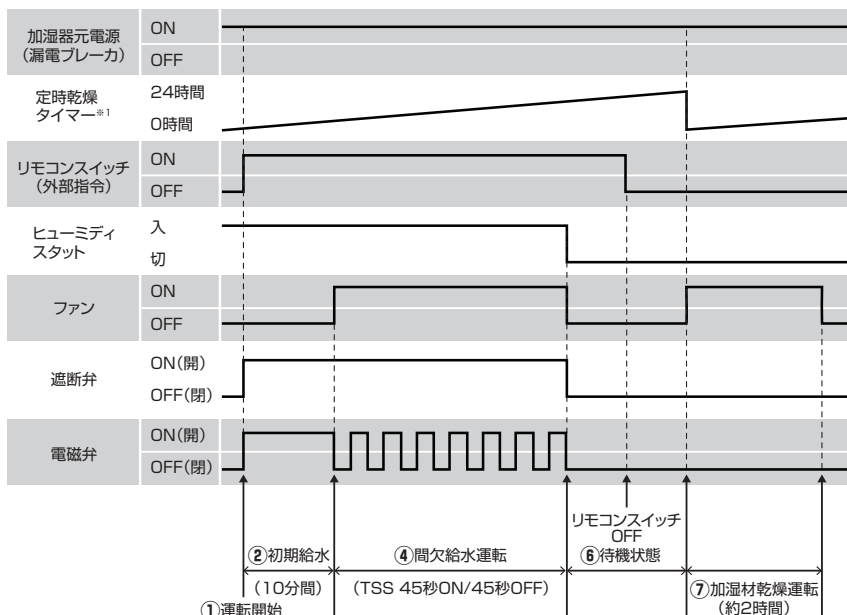 加湿器元電源
(漏電ブレーカ)
ON
OFF
定時乾燥
タイマー※1
24時間
0時間
リモコンスイッチ
(外部指令)
ON
OFF
ヒューミディ
スタット
入
切
ファン
ON
OFF
遮断弁
ON(開)
OFF(閉)
電磁弁
ON(開)
OFF(閉)
リモコンスイッチ
OFF
②初期給水
④間欠給水運転
⑥待機状態
(10分間)
(TSS 45秒ON/45秒OFF)
⑦加湿材乾燥運転
(約2時間)
①運転開始